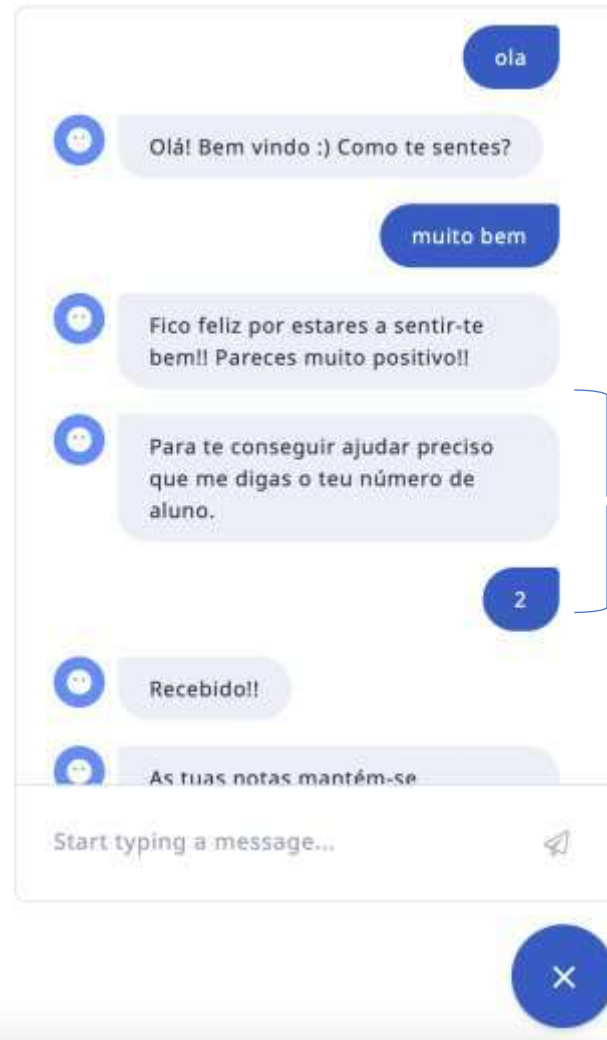 ola
Olá! Bem vindo :) Como te sentes?
muito bem
Fico feliz por estares a sentir-te
bem!! Pareces muito positivo!!
Para te conseguir ajudar preciso
que me digas o teu número de
aluno.
2
Recebido!!
As tuas notas mantém-se
Start typing a message...